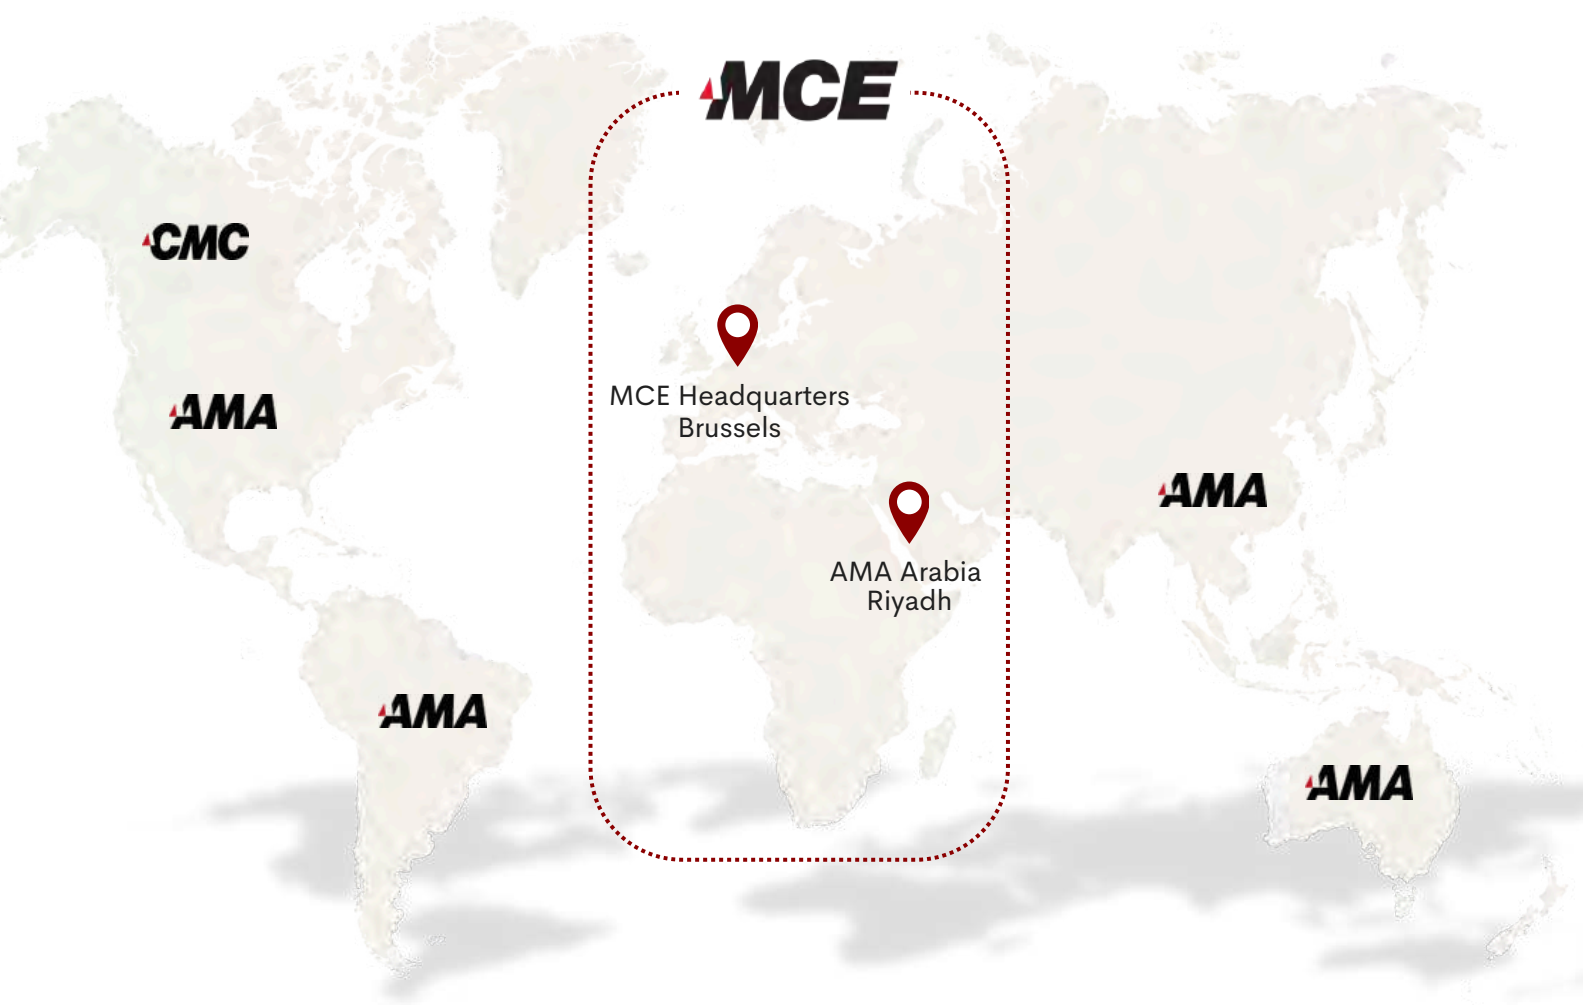 MCE
CMC
MCE Headquarters
Brussels
AMA
AMA
AMA Arabia
Riyadh
AMA
AMA